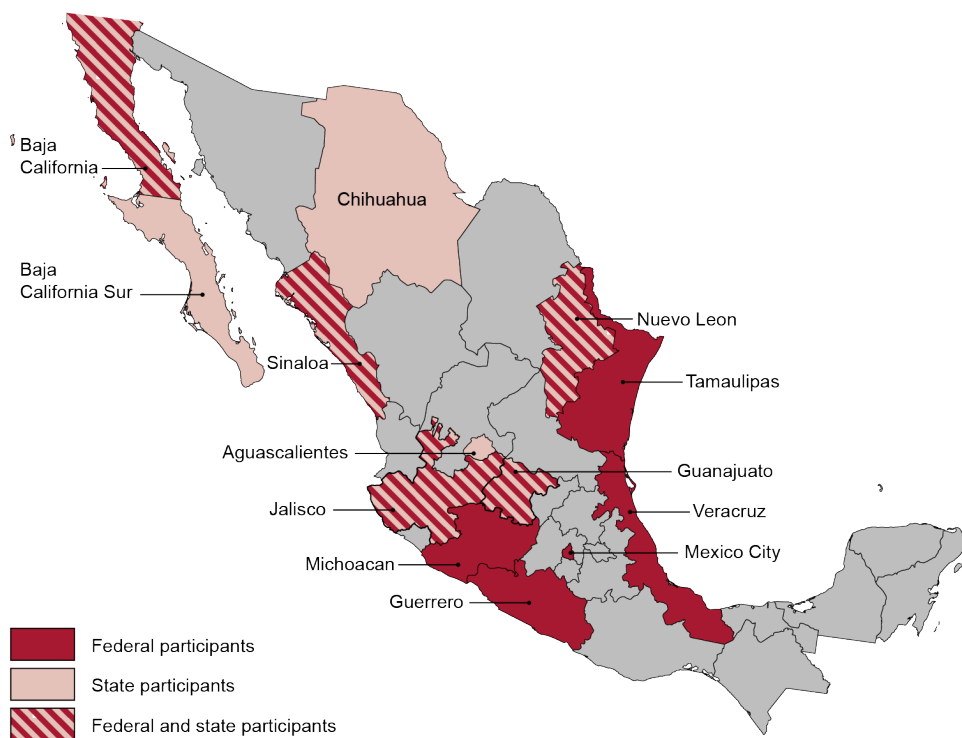 Baja
California
Chihuahua
Baja
California Sur
Nuevo Leon
Sinaloa
Tamaulipas
Aguascalientes
Guanajuato
Jalisco
Veracruz
Mexico City
Michoacan
Guerrero
Federal participants
State participants
Federal and state participants